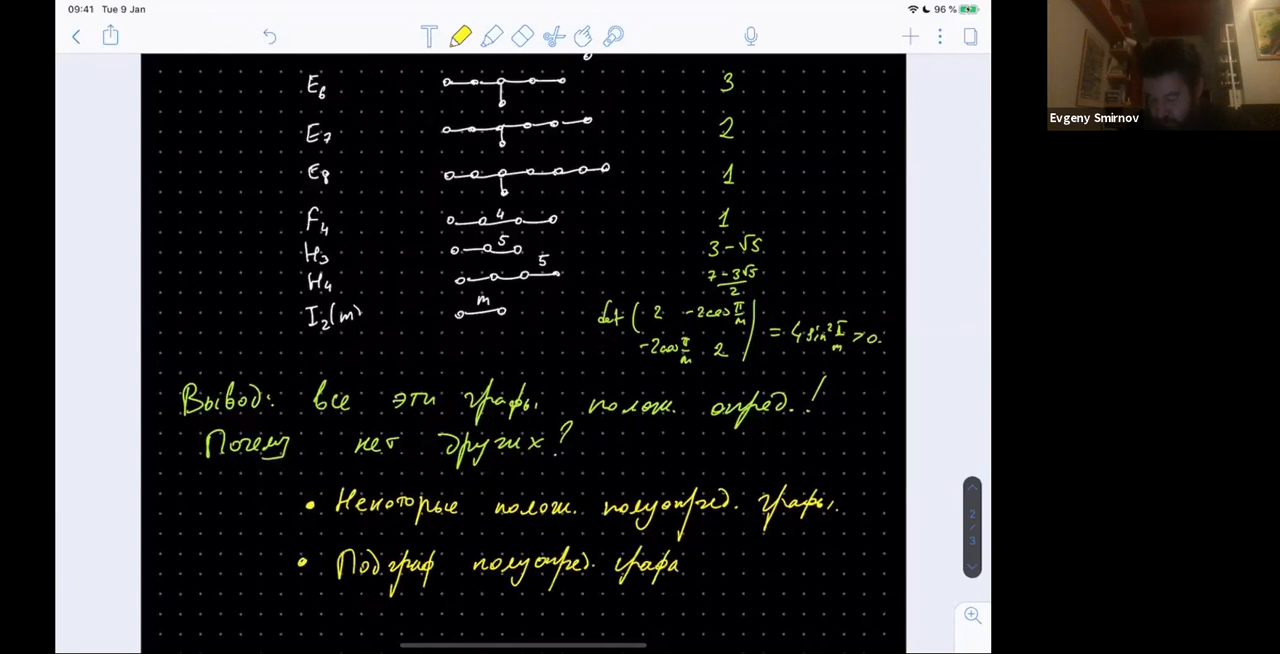 09:41 Tue 9 Jan
96 %
Evgeny Smirnov
E₆ 3
E₇ 2
E₈ 1
F₄ 4 1
H₃ 5 3-√5
H₄ 5 (7-3√5)/2
I₂(m) m det ( 2 -2cos π/m -2cos π/m 2 ) = 4 sin² π/m >0.
Вывод: все эти графы полож. опред.!
Почему нет других?
• Некоторые полож. полуопред. графы.
• Подграф полуопред. графа
2 / 3